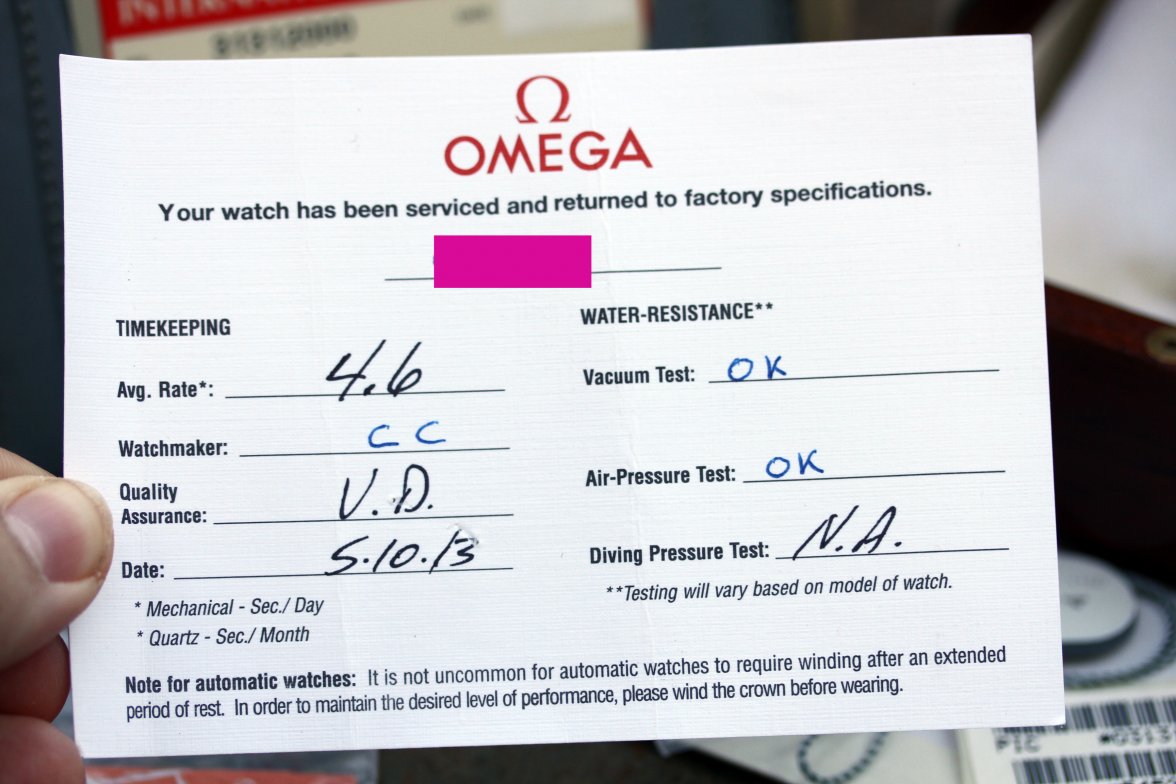 INTERNATI
Ω
OMEGA
Your watch has been serviced and returned to factory specifications.
TIMEKEEPING
Avg. Rate*: 4.6
Watchmaker: C C
Quality
Assurance: V.D.
Date: 5.10.13
* Mechanical - Sec./ Day
* Quartz - Sec./ Month
WATER-RESISTANCE**
Vacuum Test: OK
Air-Pressure Test: OK
Diving Pressure Test: N.A.
**Testing will vary based on model of watch.
Note for automatic watches: It is not uncommon for automatic watches to require winding after an extended
period of rest. In order to maintain the desired level of performance, please wind the crown before wearing.
PIC